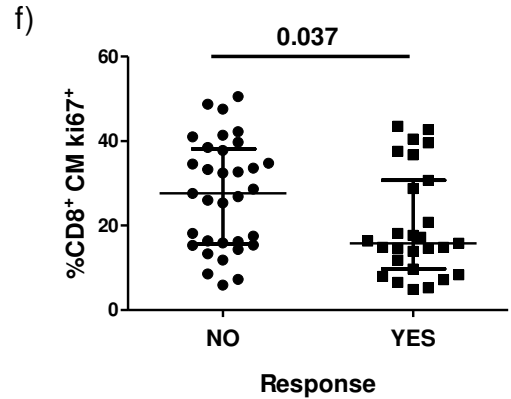 f)
0.037
%CD8⁺ CM ki67⁺
60
40
20
0
NO YES
Response